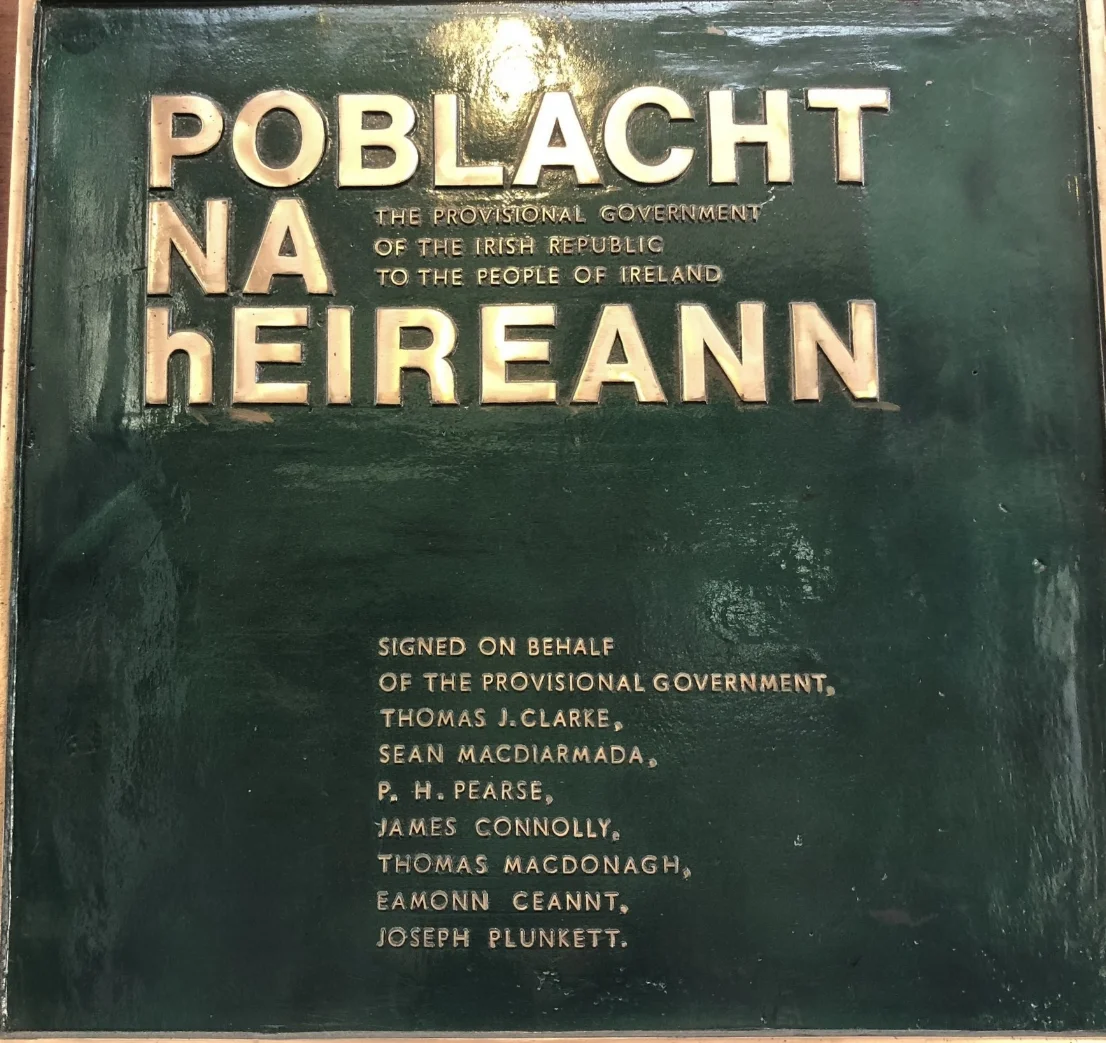 POBLACHT
NA
THE PROVISIONAL GOVERNMENT
OF THE IRISH REPUBLIC
TO THE PEOPLE OF IRELAND
hEIREANN
SIGNED ON BEHALF
OF THE PROVISIONAL GOVERNMENT,
THOMAS J. CLARKE,
SEAN MACDIARMADA,
P. H. PEARSE,
JAMES CONNOLLY,
THOMAS MACDONAGH,
EAMONN CEANNT,
JOSEPH PLUNKETT.